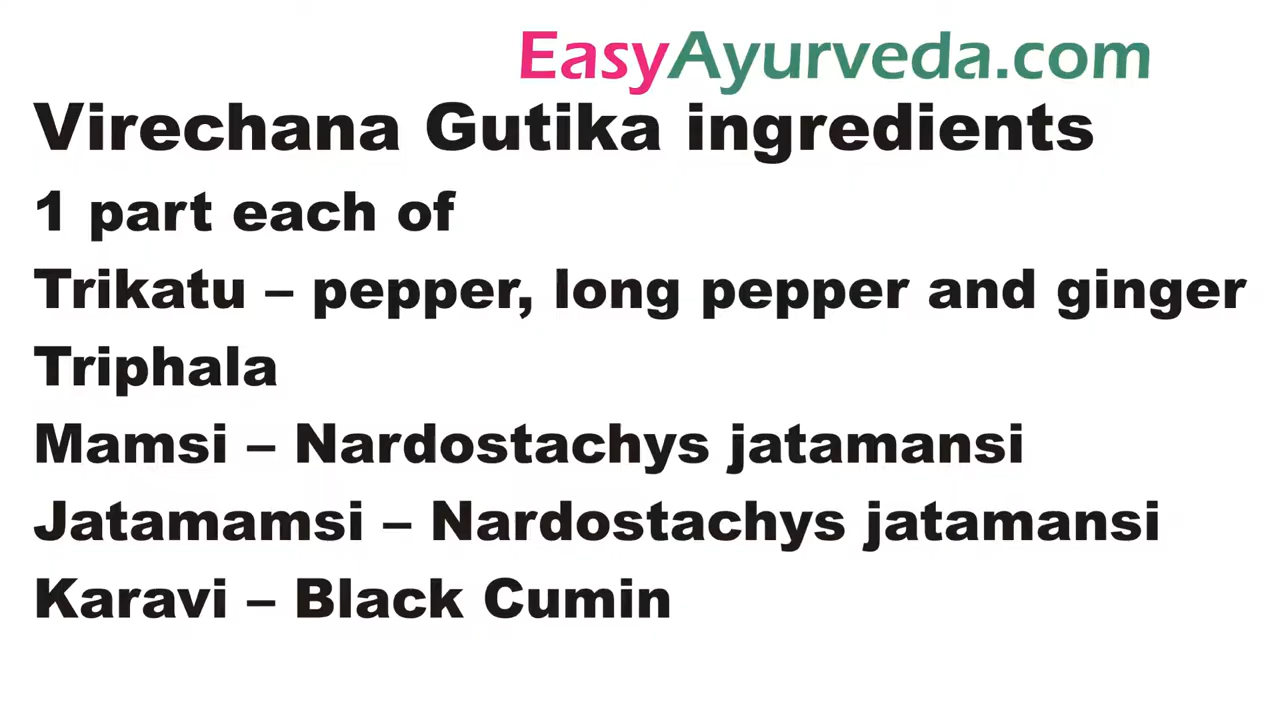 EasyAyurveda.com
Virechana Gutika ingredients
1 part each of
Trikatu – pepper, long pepper and ginger
Triphala
Mamsi – Nardostachys jatamansi
Jatamamsi – Nardostachys jatamansi
Karavi – Black Cumin